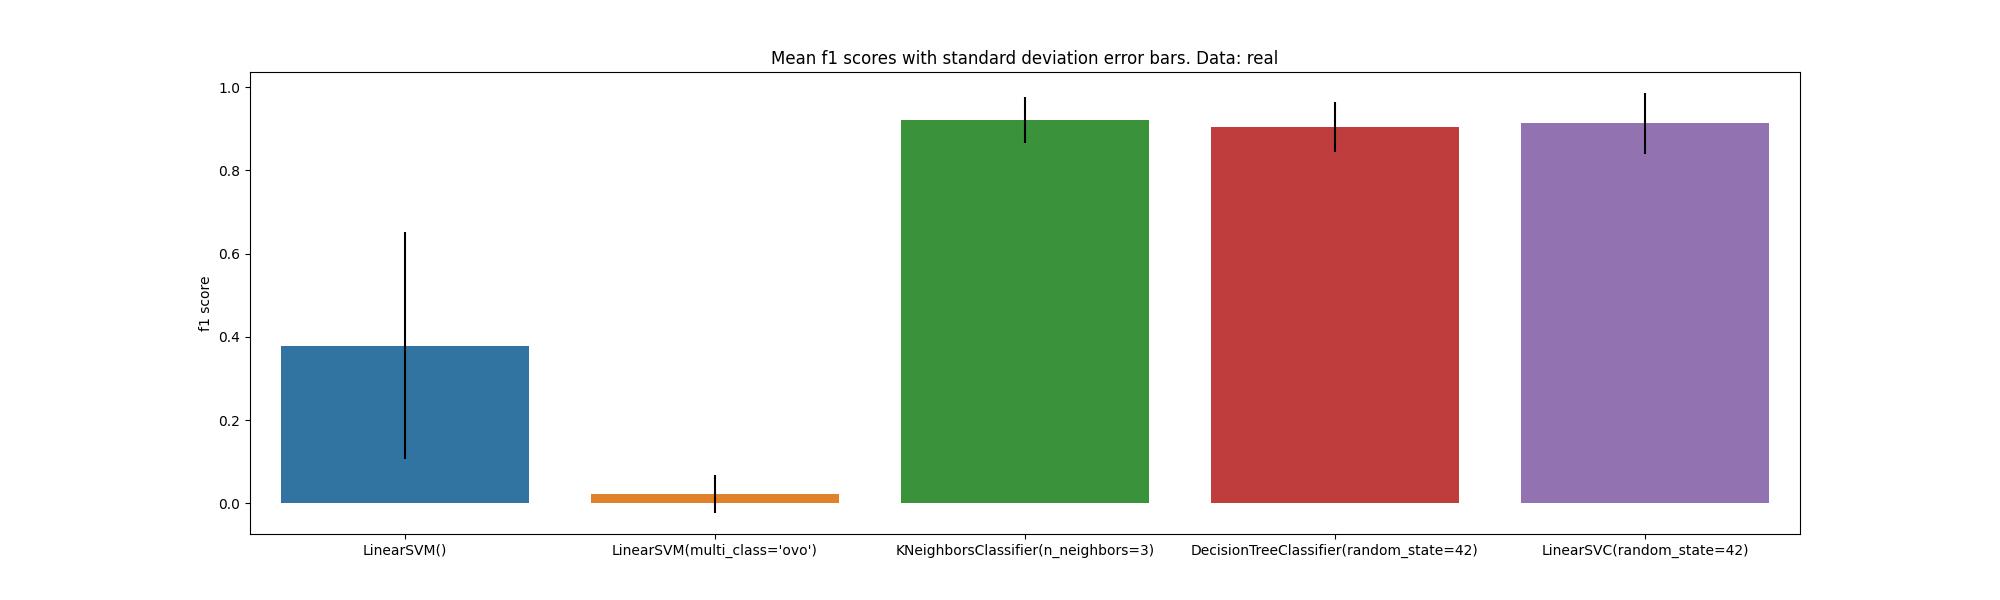 Mean f1 scores with standard deviation error bars. Data: real
1.0
0.8
0.6
0.4
0.2
0.0
f1 score
LinearSVM()
LinearSVM(multi_class='ovo')
KNeighborsClassifier(n_neighbors=3)
DecisionTreeClassifier(random_state=42)
LinearSVC(random_state=42)